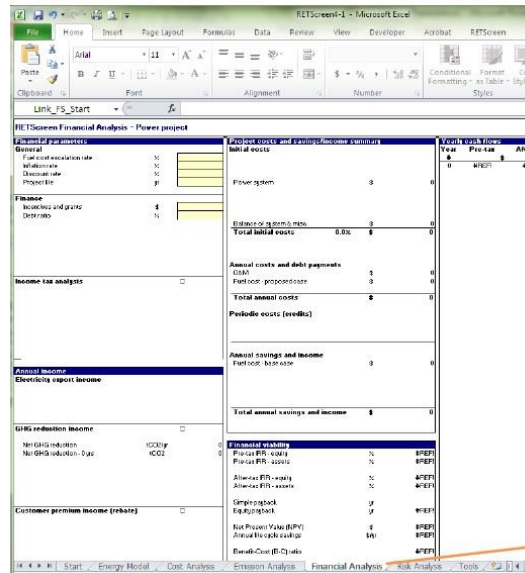 RETScreen4-1 - Microsoft Excel
File Home Insert Page Layout Formulas Data Review View Developer Acrobat RETScreen
Paste
Arial 11 A A
B I U A
$ % ,
Conditional Formatting Format as Table
Clipboard Font Alignment Number Styles
Link_FS_Start fx
RETScreen Financial Analysis - Power project
Financial parameters
General
Fuel cost escalation rate %
Inflation rate %
Discount rate %
Project life yr
Finance
Incentives and grants $
Debt ratio %
Income tax analysis
Annual income
Electricity export income
GHG reduction income
Net GHG reduction tCO2/yr 0
Net GHG reduction - 0 yrs tCO2 0
Customer premium income (rebate)
Project costs and savings/income summary
Initial costs
Power system $ 0
Balance of system & misc. $ 0
Total initial costs 0.0% $ 0
Annual costs and debt payments
O&M $ 0
Fuel cost - proposed case $ 0
Total annual costs $ 0
Periodic costs (credits)
Annual savings and income
Fuel cost - base case $ 0
Total annual savings and income $ 0
Financial viability
Pre-tax IRR - equity % #REF!
Pre-tax IRR - assets % #REF!
After-tax IRR - equity % #REF!
After-tax IRR - assets % #REF!
Simple payback yr
Equity payback yr #REF!
Net Present Value (NPV) $ #REF!
Annual life cycle savings $/yr #REF!
Benefit-Cost (B-C) ratio #REF!
Yearly cash flows
Year Pre-tax
# $
0 #REF!
Start Energy Model Cost Analysis Emission Analysis Financial Analysis Risk Analysis Tools